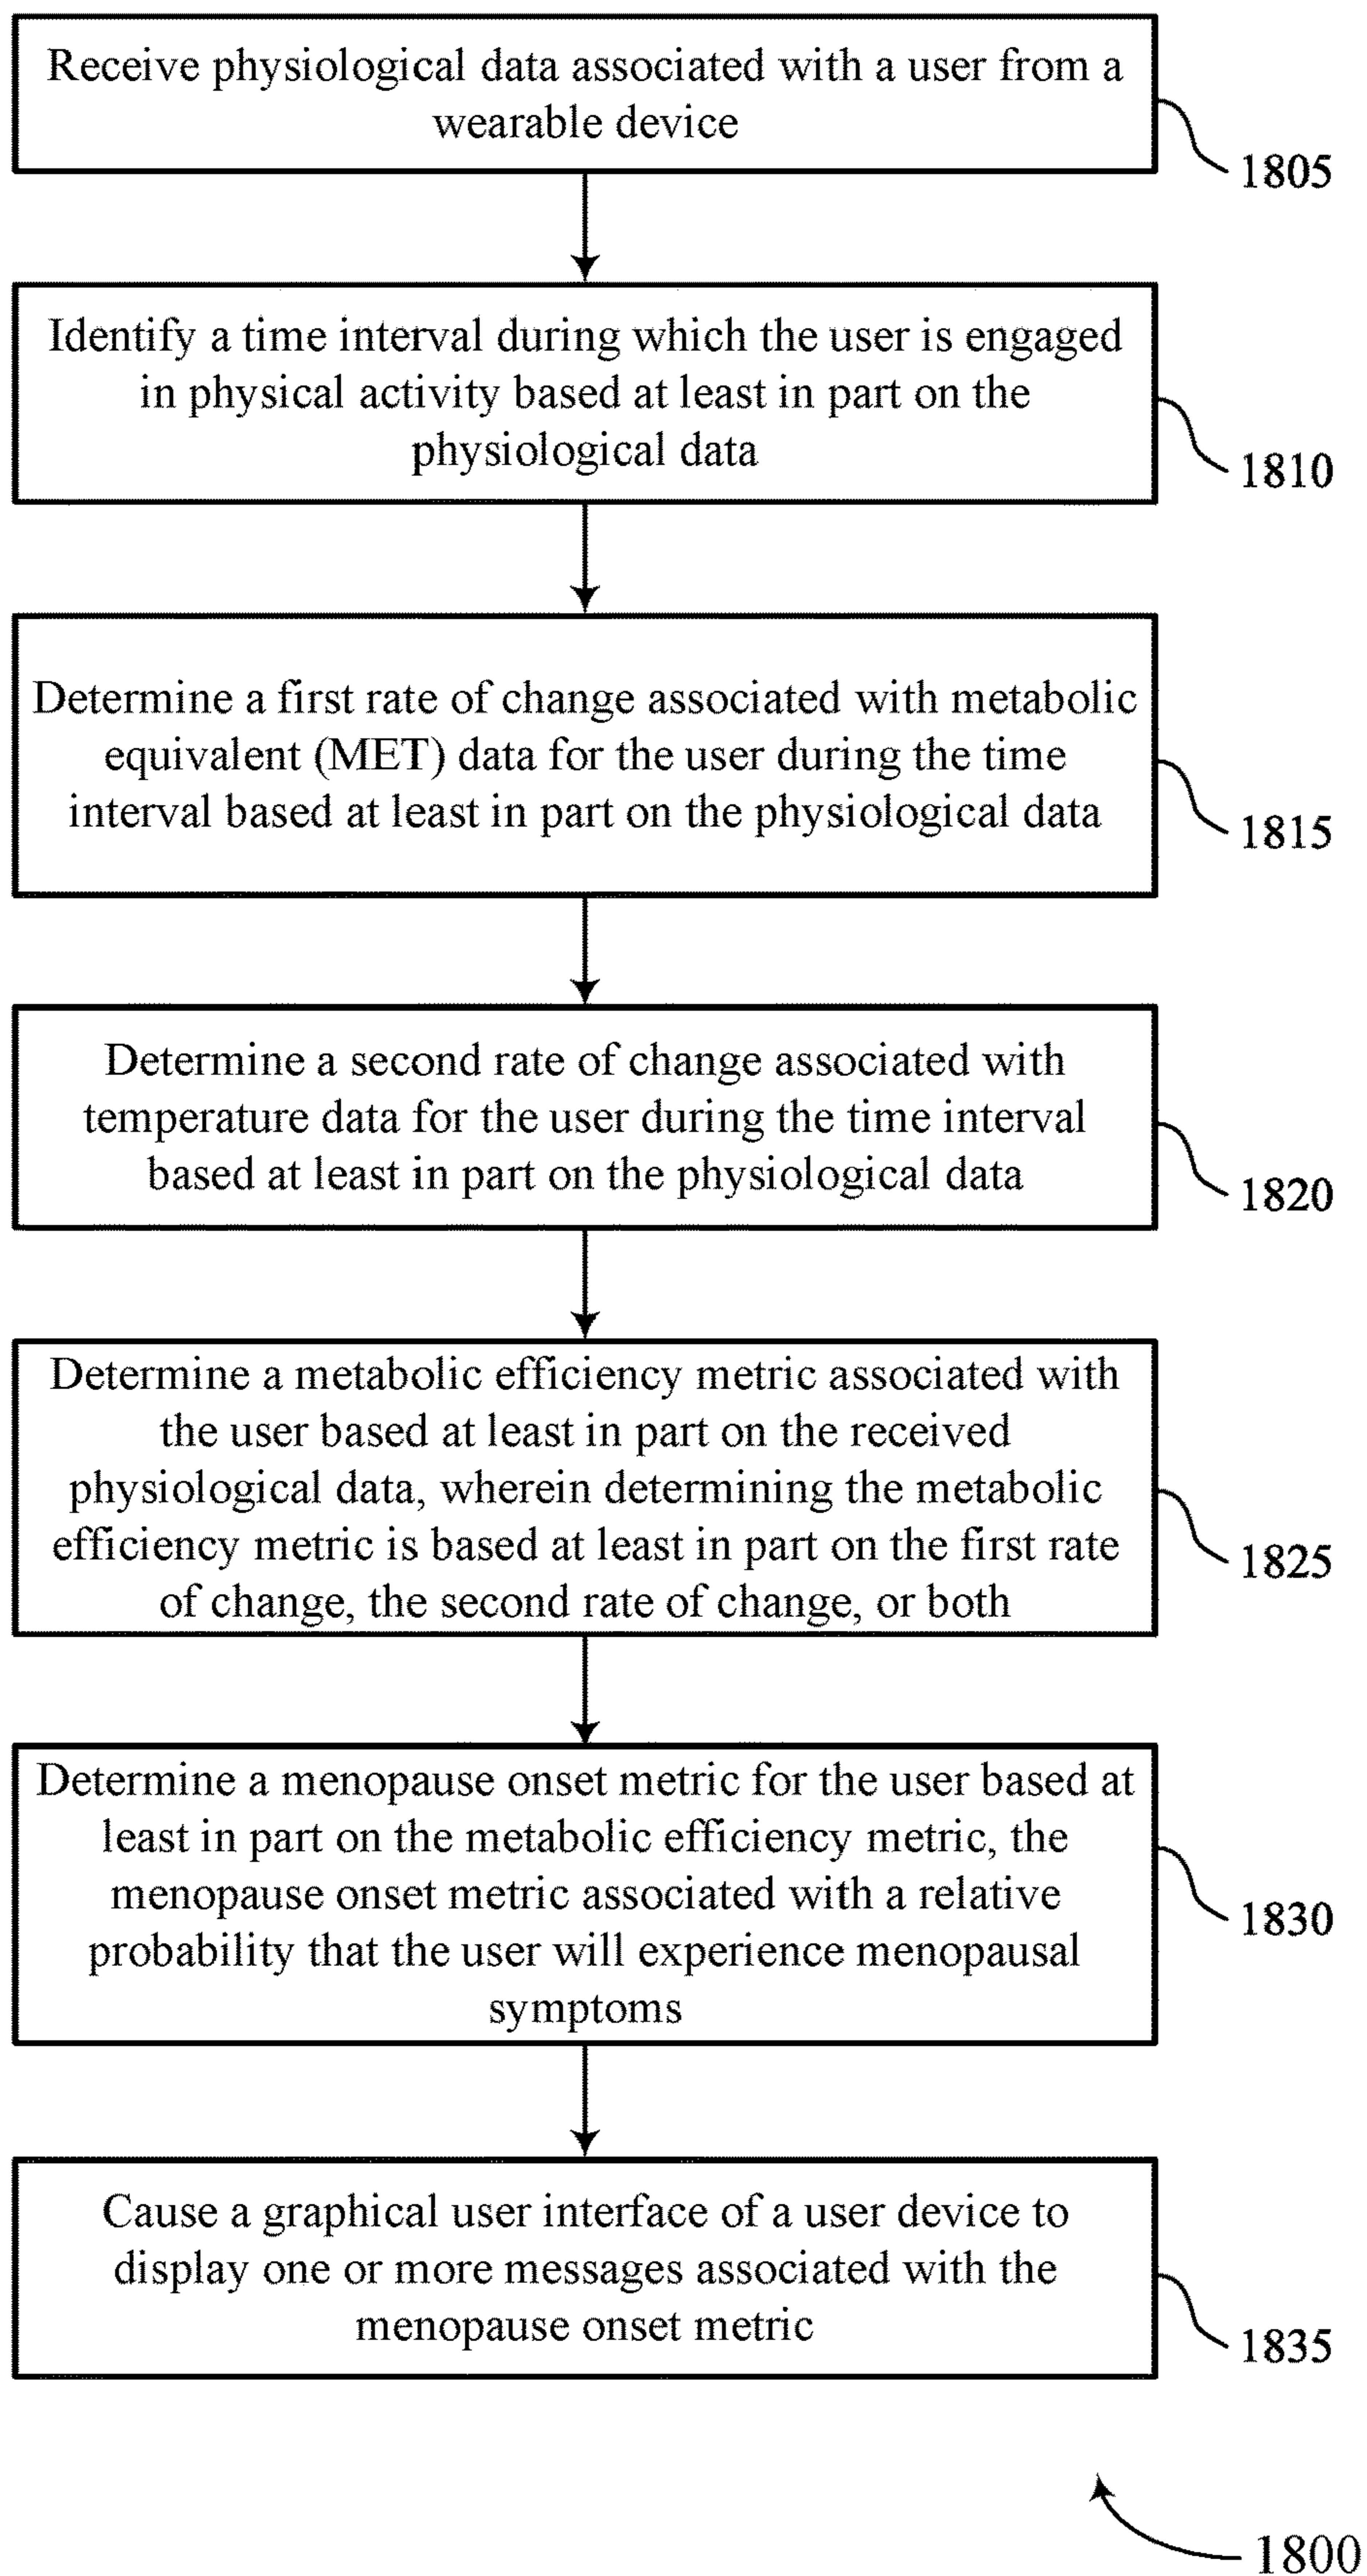 Receive physiological data associated with a user from a
wearable device
1805
Identify a time interval during which the user is engaged
in physical activity based at least in part on the
physiological data
1810
Determine a first rate of change associated with metabolic
equivalent (MET) data for the user during the time
interval based at least in part on the physiological data
1815
Determine a second rate of change associated with
temperature data for the user during the time interval
based at least in part on the physiological data
1820
Determine a metabolic efficiency metric associated with
the user based at least in part on the received
physiological data, wherein determining the metabolic
efficiency metric is based at least in part on the first rate
of change, the second rate of change, or both
1825
Determine a menopause onset metric for the user based at
least in part on the metabolic efficiency metric, the
menopause onset metric associated with a relative
probability that the user will experience menopausal
symptoms
1830
Cause a graphical user interface of a user device to
display one or more messages associated with the
menopause onset metric
1835
1800